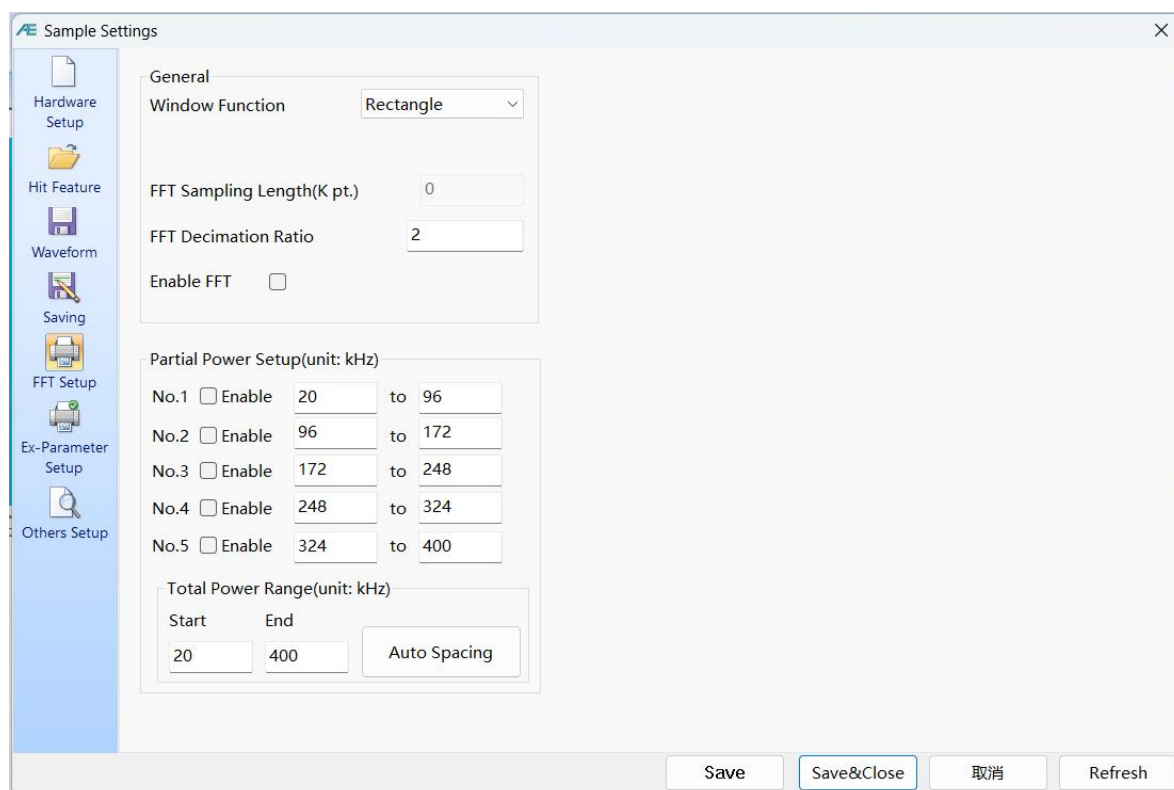 Æ Sample Settings
Hardware
Setup
Hit Feature
Waveform
Saving
FFT Setup
Ex-Parameter
Setup
Others Setup
General
Window Function Rectangle
FFT Sampling Length(K pt.) 0
FFT Decimation Ratio 2
Enable FFT
Partial Power Setup(unit: kHz)
No.1 Enable 20 to 96
No.2 Enable 96 to 172
No.3 Enable 172 to 248
No.4 Enable 248 to 324
No.5 Enable 324 to 400
Total Power Range(unit: kHz)
Start End
20 400 Auto Spacing
Save Save&Close 取消 Refresh